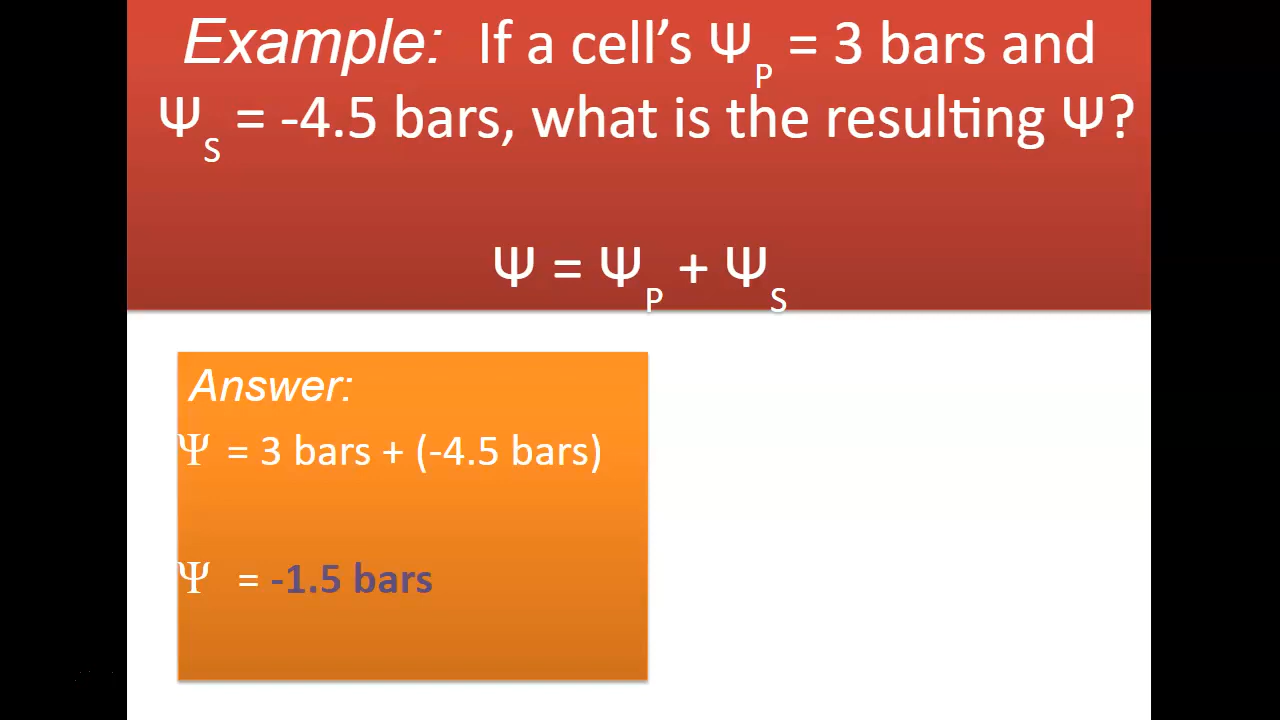 Example: If a cell’s ΨP = 3 bars and
ΨS = -4.5 bars, what is the resulting Ψ?
Ψ = ΨP + ΨS
Answer:
Ψ = 3 bars + (-4.5 bars)
Ψ = -1.5 bars